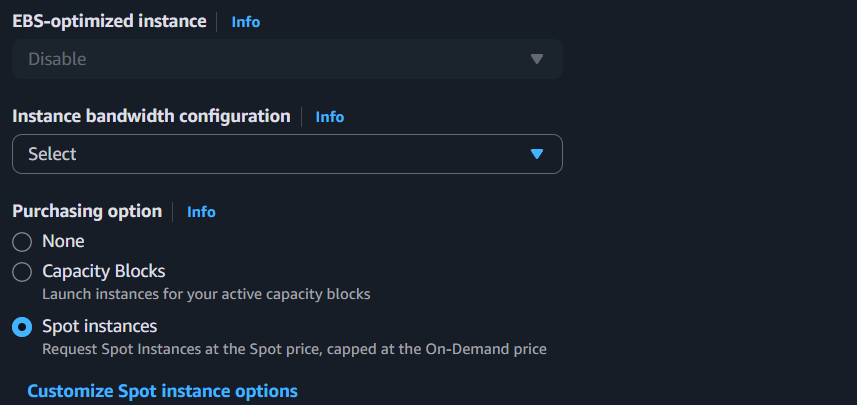 EBS-optimized instance Info
Disable
Instance bandwidth configuration Info
Select
Purchasing option Info
None
Capacity Blocks
Launch instances for your active capacity blocks
Spot instances
Request Spot Instances at the Spot price, capped at the On-Demand price
Customize Spot instance options